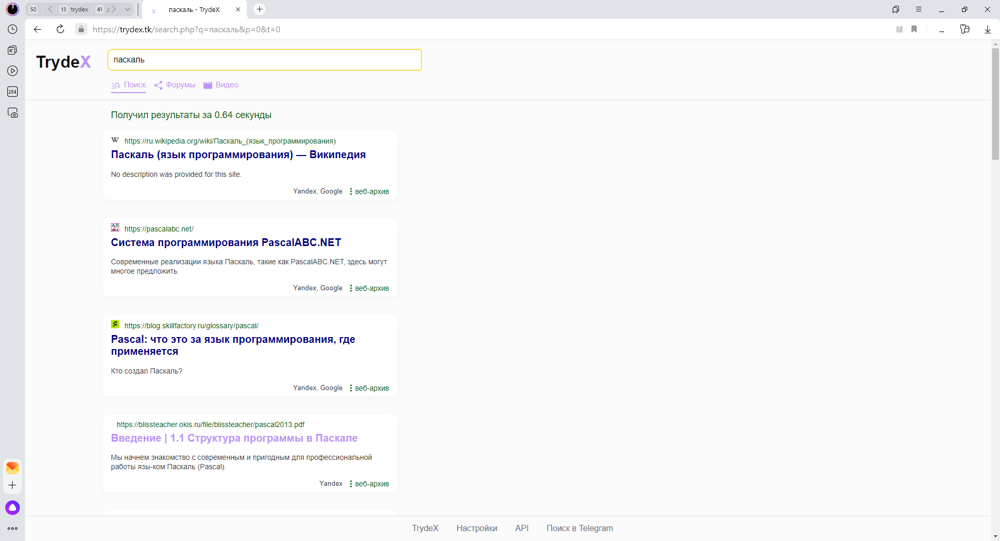 50
13 trydex
41
паскаль - TrydeX
https://trydex.tk/search.php?q=паскаль&p=0&t=0
284
TrydeX
паскаль
Поиск
Форумы
Видео
Получил результаты за 0.64 секунды
https://ru.wikipedia.org/wiki/Паскаль_(язык_программирования)
Паскаль (язык программирования) — Википедия
No description was provided for this site.
Yandex, Google
веб-архив
https://pascalabc.net/
Система программирования PascalABC.NET
Современные реализации языка Паскаль, такие как PascalABC.NET, здесь могут
многое предложить.
Yandex, Google
веб-архив
https://blog.skillfactory.ru/glossary/pascal/
Pascal: что это за язык программирования, где
применяется
Кто создал Паскаль?
Yandex, Google
веб-архив
https://blissteacher.okis.ru/file/blissteacher/pascal2013.pdf
Введение | 1.1 Структура программы в Паскале
Мы начнем знакомство с современным и пригодным для профессиональной
работы язы-ком Паскаль (Pascal).
Yandex
веб-архив
TrydeX
Настройки
API
Поиск в Telegram